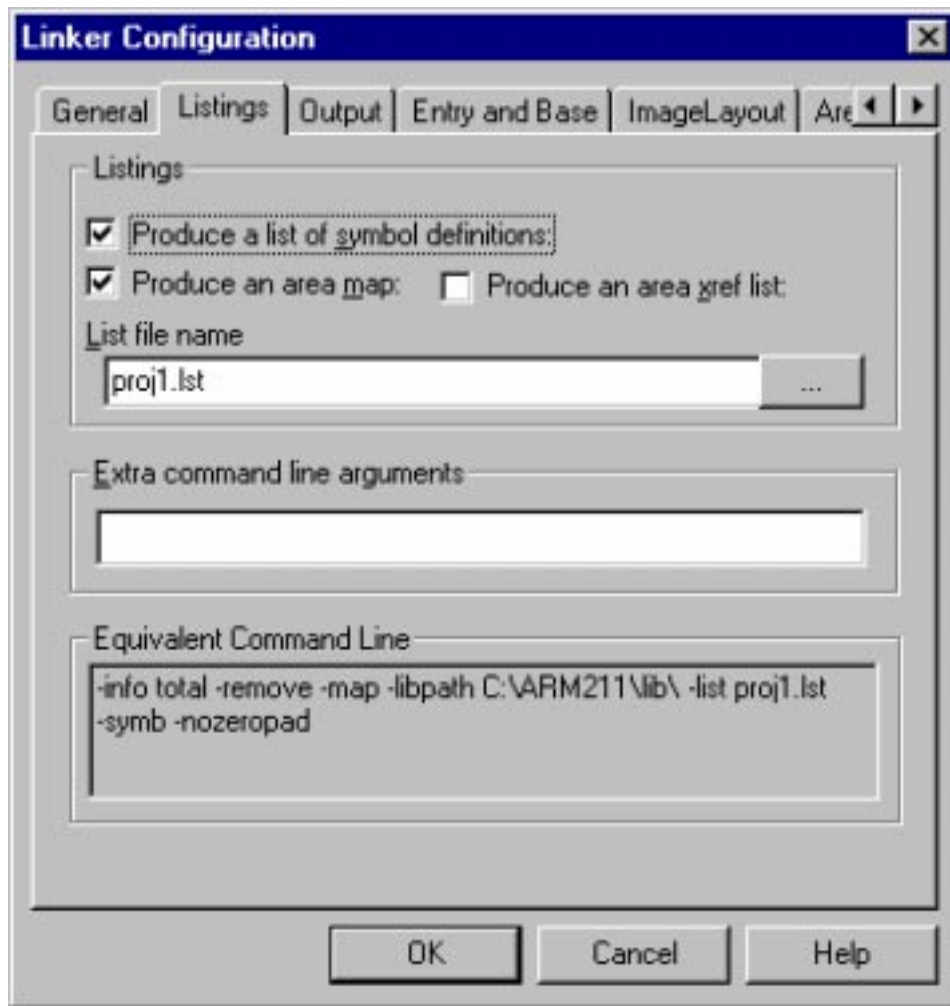 Linker Configuration
General Listings Output Entry and Base ImageLayout Are
Listings
Produce a list of symbol definitions:
Produce an area map: Produce an area xref list:
List file name
proj1.lst ...
Extra command line arguments
Equivalent Command Line
-info total -remove -map -libpath C:\ARM211\lib\ -list proj1.lst
-symb -nozeropad
OK Cancel Help